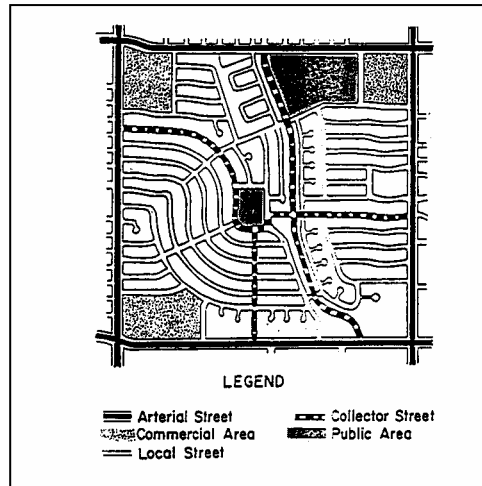 LEGEND
Arterial Street
Collector Street
Commercial Area
Public Area
Local Street